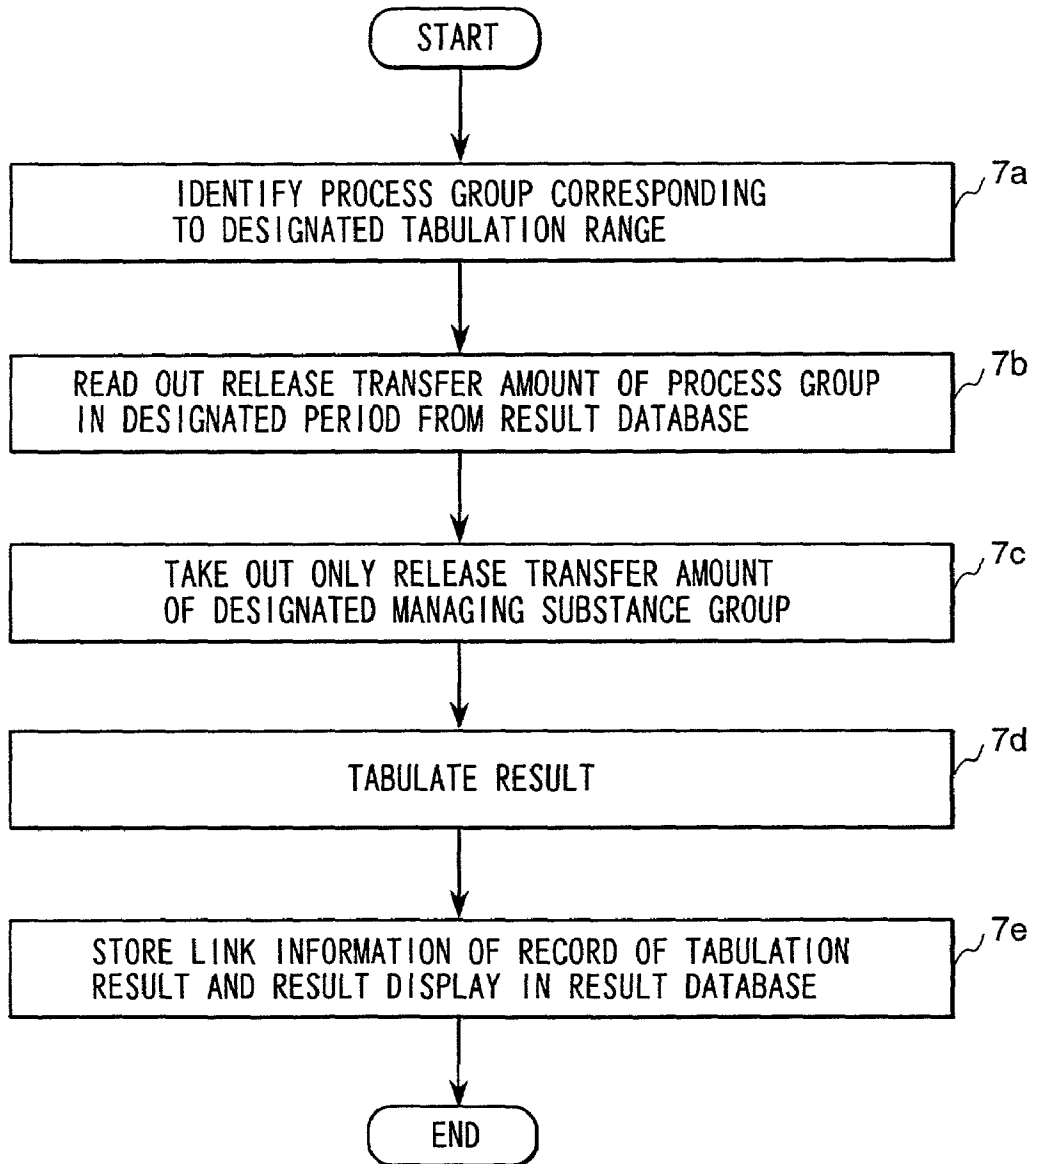 START
7a
IDENTIFY PROCESS GROUP CORRESPONDING
TO DESIGNATED TABULATION RANGE
7b
READ OUT RELEASE TRANSFER AMOUNT OF PROCESS GROUP
IN DESIGNATED PERIOD FROM RESULT DATABASE
7c
TAKE OUT ONLY RELEASE TRANSFER AMOUNT
OF DESIGNATED MANAGING SUBSTANCE GROUP
7d
TABULATE RESULT
7e
STORE LINK INFORMATION OF RECORD OF TABULATION
RESULT AND RESULT DISPLAY IN RESULT DATABASE
END